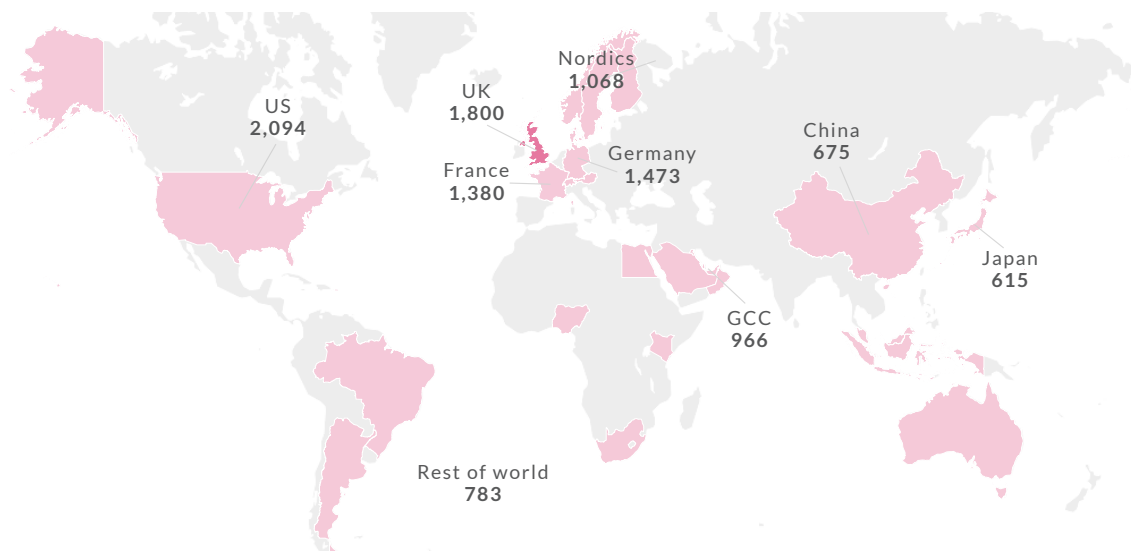 Nordics
1,068
UK
1,800
US
2,094
China
675
Germany
1,473
France
1,380
Japan
615
GCC
966
Rest of world
783